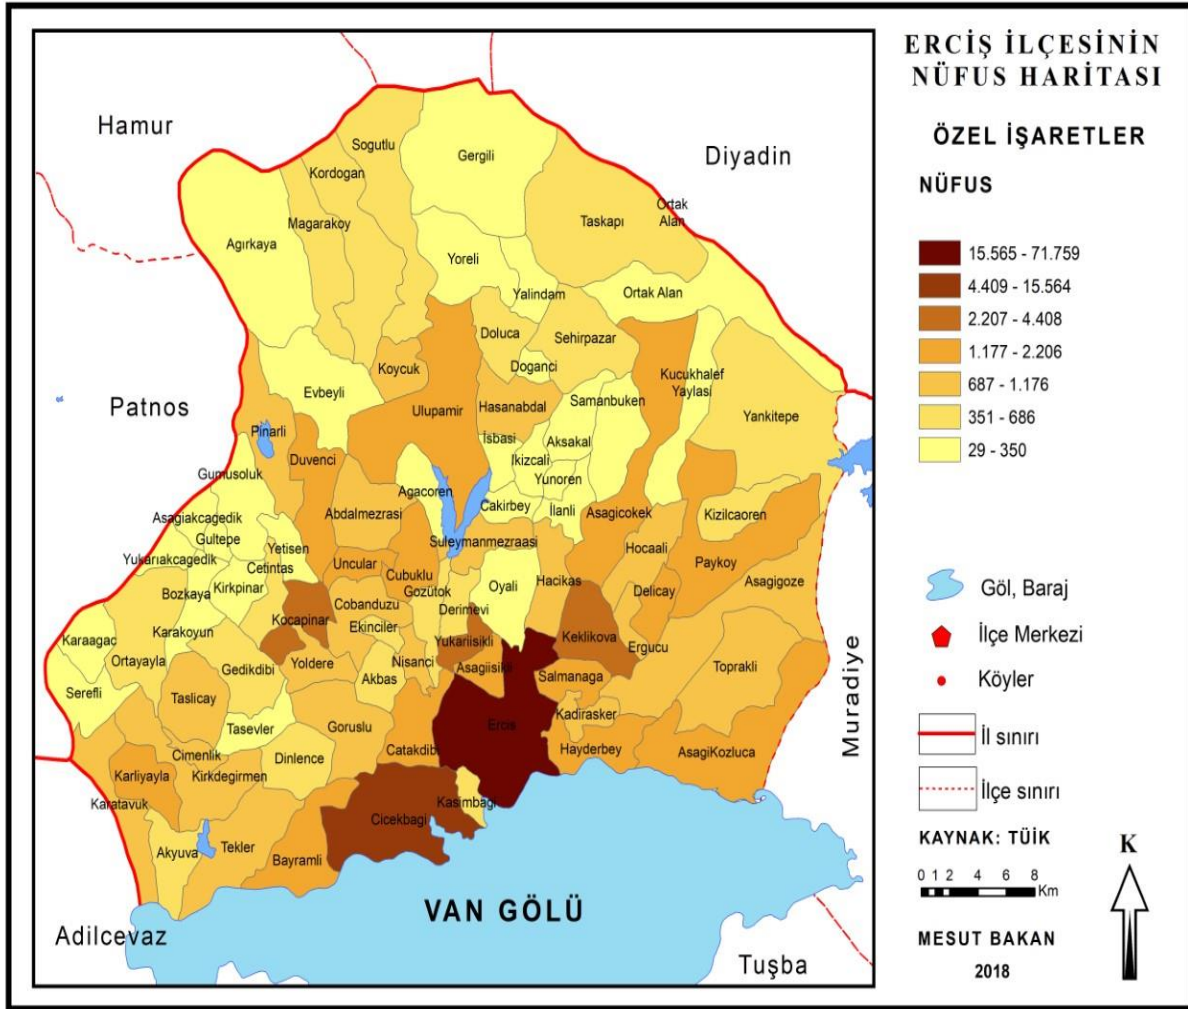 ERCİŞ İLÇESİNİN
NÜFUS HARİTASI
ÖZEL İŞARETLER
NÜFUS
15.565 - 71.759
4.409 - 15.564
2.207 - 4.408
1.177 - 2.206
687 - 1.176
351 - 686
29 - 350
Göl, Baraj
İlçe Merkezi
Köyler
İl sınırı
İlçe sınırı
KAYNAK: TÜİK
0 1 2 4 6 8
Km
MESUT BAKAN
2018
K
Hamur
Diyadin
Patnos
Muradiye
Adilcevaz
Tuşba
VAN GÖLÜ
Sogutlu
Gergili
Kordogan
Ortak
Alan
Taskapı
Magarakoy
Agırkaya
Yoreli
Yalindam
Ortak Alan
Doluca
Sehirpazar
Koycuk
Doganci
Kucukhalef
Yaylasi
Evbeyli
Ulupamir
Hasanabdal
Samanbuken
Yankitepe
Pinarli
İsbasi
Aksakal
Duvenci
Ikizcali
Gumusoluk
Yunoren
Agacoren
Cakirbey
İlanli
Asagicokek
Kizilcaoren
Abdalmezrasi
Asagiakcagedik
Gultepe
Suleymanmezraasi
Yetisen
Hocaali
Yukarıakcagedik
Cetintas
Uncular
Cubuklu
Paykoy
Asagigoze
Kirkpinar
Gozütok
Oyali
Hacikas
Delicay
Bozkaya
Cobanduzu
Derimevi
Kocapinar
Ekinciler
Karaagac
Karakoyun
Yukariisikli
Keklikova
Ergucu
Ortayayla
Gedikdibi
Yoldere
Nisanci
Asagiisikli
Toprakli
Akbas
Salmanaga
Serefli
Taslicay
Kadirasker
Tasevler
Goruslu
Ercis
Catakdibi
Hayderbey
AsagiKozluca
Cimenlik
Dinlence
Karliyayla
Kirkdegirmen
Karatavuk
Kasimbagi
Cicekbagi
Akyuva
Tekler
Bayramli